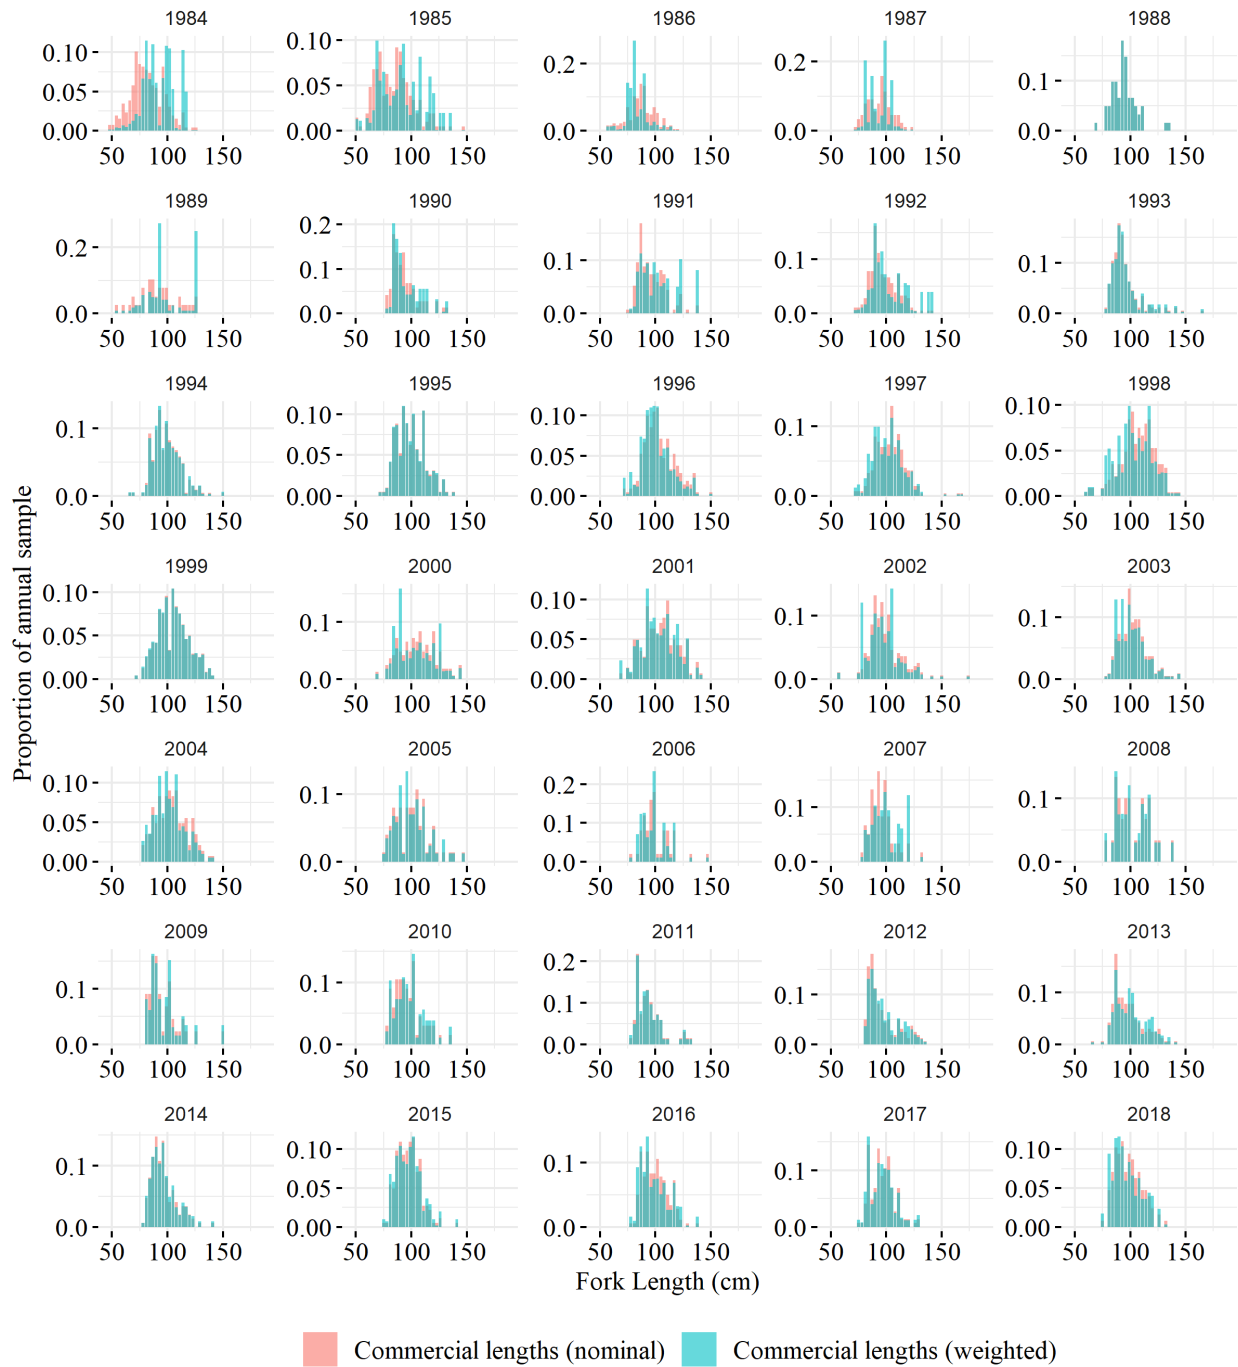 1984 1985 1986 1987 1988
0.10 0.10 0.2 0.2 0.1
0.05 0.05 0.1
0.00 0.00 0.0 0.0 0.0
50 100 150 50 100 150 50 100 150 50 100 150 50 100 150
1989 1990 1991 1992 1993
0.2 0.2 0.1 0.1 0.1
0.1
0.0 0.0 0.0 0.0 0.0
50 100 150 50 100 150 50 100 150 50 100 150 50 100 150
1994 1995 1996 1997 1998
0.1 0.10 0.10 0.1 0.10
0.05 0.05 0.05
0.0 0.00 0.00 0.0 0.00
50 100 150 50 100 150 50 100 150 50 100 150 50 100 150
Proportion of annual sample
1999 2000 2001 2002 2003
0.10 0.1 0.10 0.1 0.1
0.05 0.05
0.00 0.0 0.00 0.0 0.0
50 100 150 50 100 150 50 100 150 50 100 150 50 100 150
2004 2005 2006 2007 2008
0.10 0.1 0.2 0.1 0.1
0.05 0.1
0.00 0.0 0.0 0.0 0.0
50 100 150 50 100 150 50 100 150 50 100 150 50 100 150
2009 2010 2011 2012 2013
0.1 0.1 0.2 0.1 0.1
0.1
0.0 0.0 0.0 0.0 0.0
50 100 150 50 100 150 50 100 150 50 100 150 50 100 150
2014 2015 2016 2017 2018
0.1 0.10 0.1 0.1 0.10
0.05 0.05
0.0 0.00 0.0 0.0 0.00
50 100 150 50 100 150 50 100 150 50 100 150 50 100 150
Fork Length (cm)
Commercial lengths (nominal) Commercial lengths (weighted)